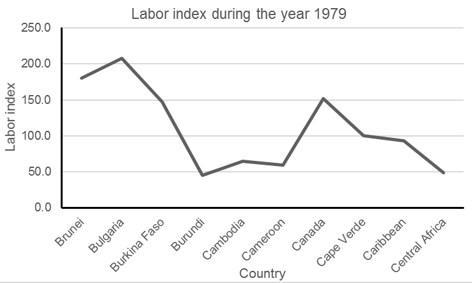 Labor index during the year 1979
250.0
200.0
150.0
100.0
50.0
0.0
Labor index
Brunei
Bulgaria
Burkina Faso
Burundi
Cambodia
Cameroon
Canada
Cape Verde
Caribbean
Central Africa
Country